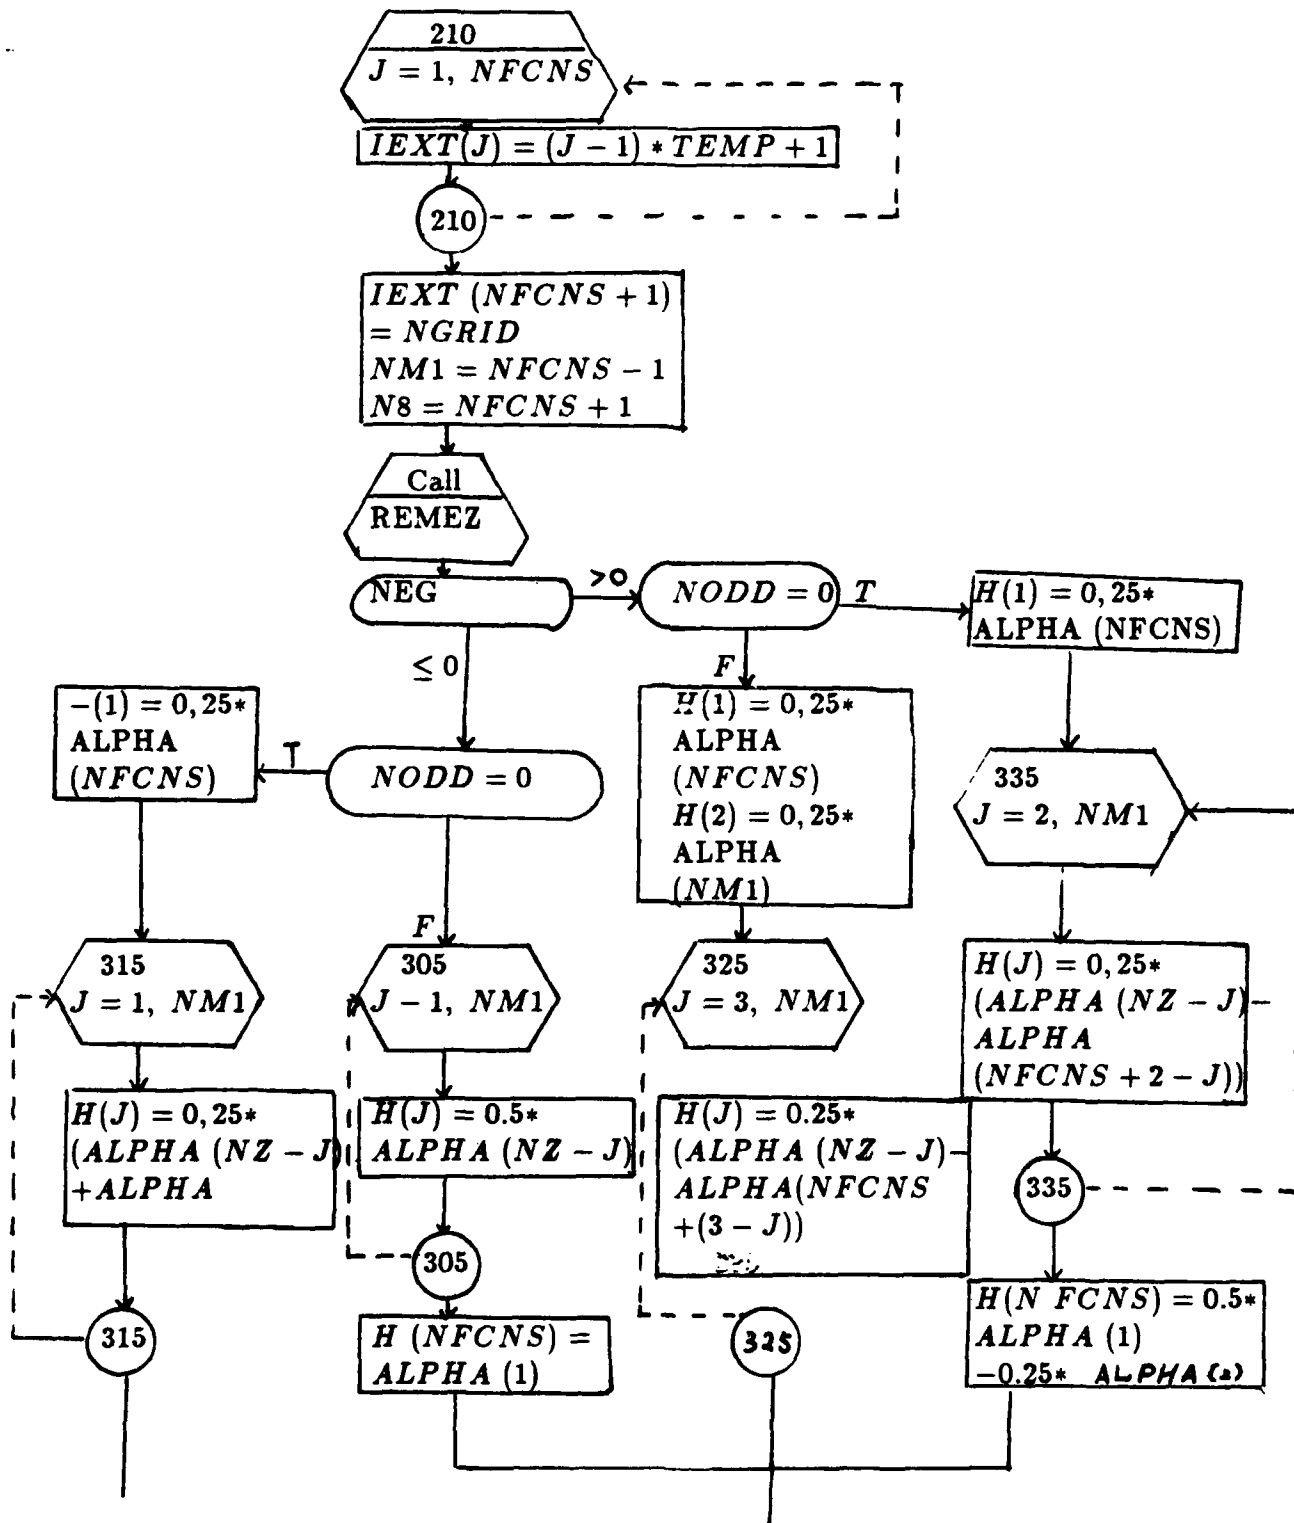 210
J = 1, NFCNS
IEXT(J) = (J − 1) * TEMP + 1
210
IEXT (NFCNS + 1)
= NGRID
NM1 = NFCNS − 1
N8 = NFCNS + 1
Call
REMEZ
NEG
>0
NODD = 0
T
H(1) = 0,25*
ALPHA (NFCNS)
≤ 0
F
−(1) = 0,25*
ALPHA
(NFCNS)
T
NODD = 0
H(1) = 0,25*
ALPHA
(NFCNS)
H(2) = 0,25*
ALPHA
(NM1)
335
J = 2, NM1
F
315
J = 1, NM1
305
J − 1, NM1
325
J = 3, NM1
H(J) = 0,25*
(ALPHA (NZ − J)−
ALPHA
(NFCNS + 2 − J))
H(J) = 0,25*
(ALPHA (NZ − J)
+ALPHA
H(J) = 0.5*
ALPHA (NZ − J)
H(J) = 0.25*
(ALPHA (NZ − J)−
ALPHA(NFCNS
+(3 − J))
335
305
315
H (NFCNS) =
ALPHA (1)
325
H(N FCNS) = 0.5*
ALPHA (1)
−0.25* ALPHA (2)